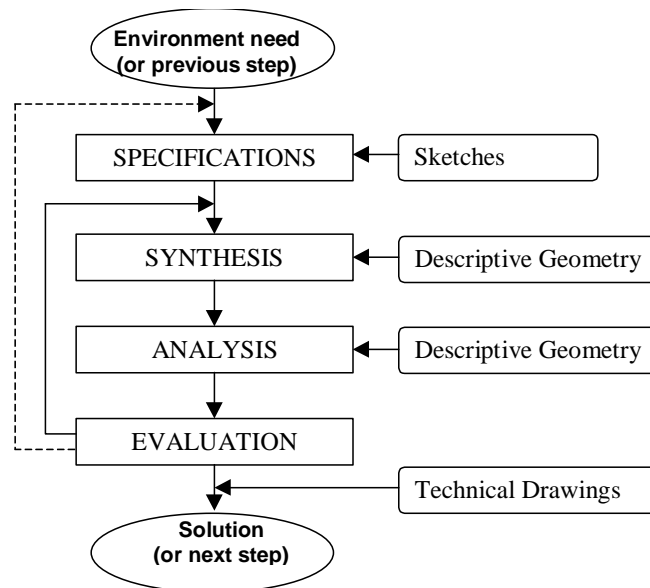 Environment need
(or previous step)
SPECIFICATIONS
Sketches
SYNTHESIS
Descriptive Geometry
ANALYSIS
Descriptive Geometry
EVALUATION
Technical Drawings
Solution
(or next step)